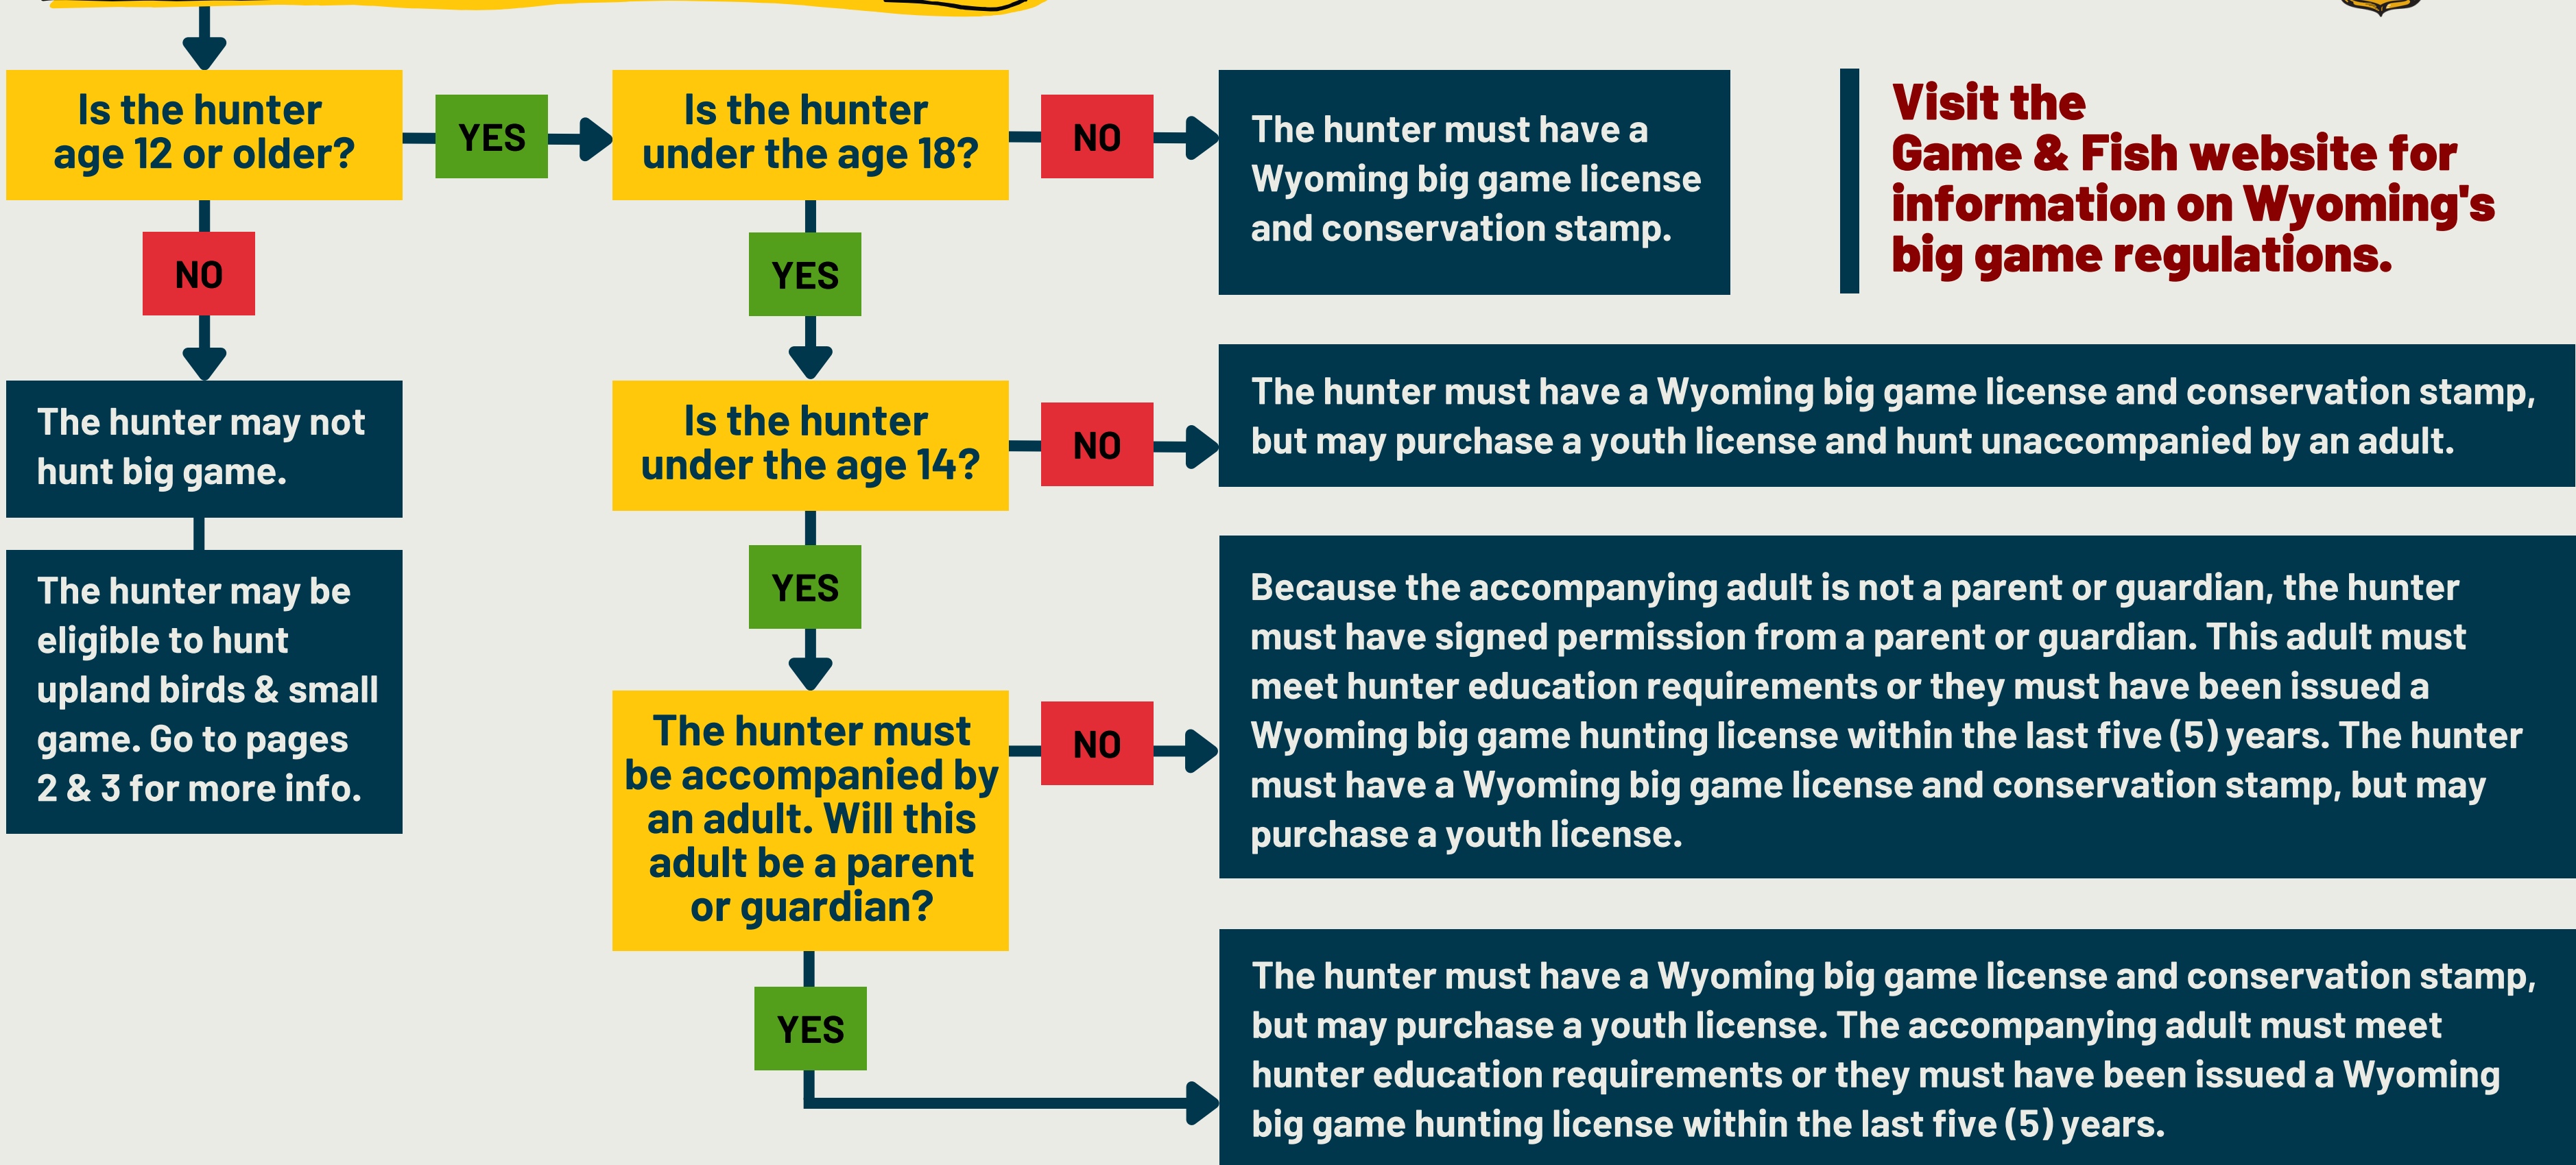 Is the hunter
age 12 or older?
YES
Is the hunter
under the age 18?
NO
The hunter must have a
Wyoming big game license
and conservation stamp.
Visit the
Game & Fish website for
information on Wyoming's
big game regulations.
NO
YES
The hunter may not
hunt big game.
Is the hunter
under the age 14?
NO
The hunter must have a Wyoming big game license and conservation stamp,
but may purchase a youth license and hunt unaccompanied by an adult.
The hunter may be
eligible to hunt
upland birds & small
game. Go to pages
2 & 3 for more info.
YES
The hunter must
be accompanied by
an adult. Will this
adult be a parent
or guardian?
NO
Because the accompanying adult is not a parent or guardian, the hunter
must have signed permission from a parent or guardian. This adult must
meet hunter education requirements or they must have been issued a
Wyoming big game hunting license within the last five (5) years. The hunter
must have a Wyoming big game license and conservation stamp, but may
purchase a youth license.
YES
The hunter must have a Wyoming big game license and conservation stamp,
but may purchase a youth license. The accompanying adult must meet
hunter education requirements or they must have been issued a Wyoming
big game hunting license within the last five (5) years.